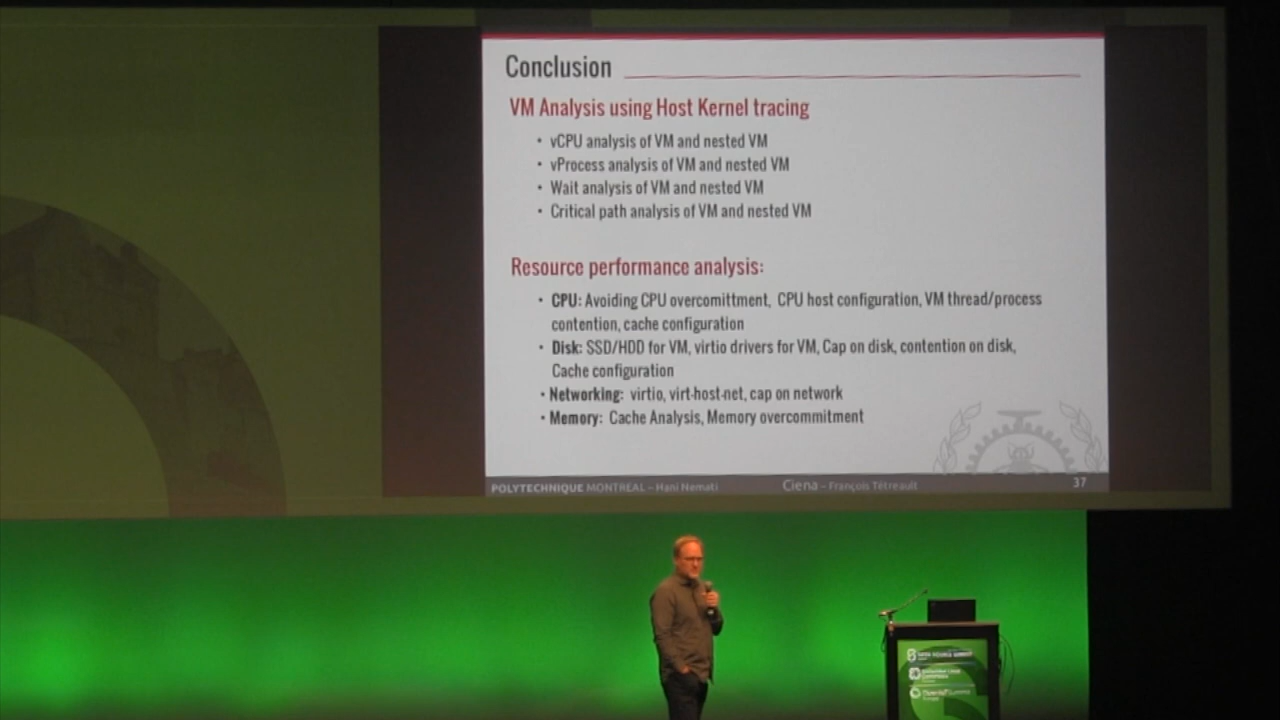 Conclusion
VM Analysis using Host Kernel tracing
• vCPU analysis of VM and nested VM
• vProcess analysis of VM and nested VM
• Wait analysis of VM and nested VM
• Critical path analysis of VM and nested VM
Resource performance analysis:
• CPU: Avoiding CPU overcomittment, CPU host configuration, VM thread/process
contention, cache configuration
• Disk: SSD/HDD for VM, virtio drivers for VM, Cap on disk, contention on disk,
Cache configuration
• Networking: virtio, virt-host-net, cap on network
• Memory: Cache Analysis, Memory overcommitment
POLYTECHNIQUE MONTREAL – Hani Nemati Ciena – François Tétreault 37